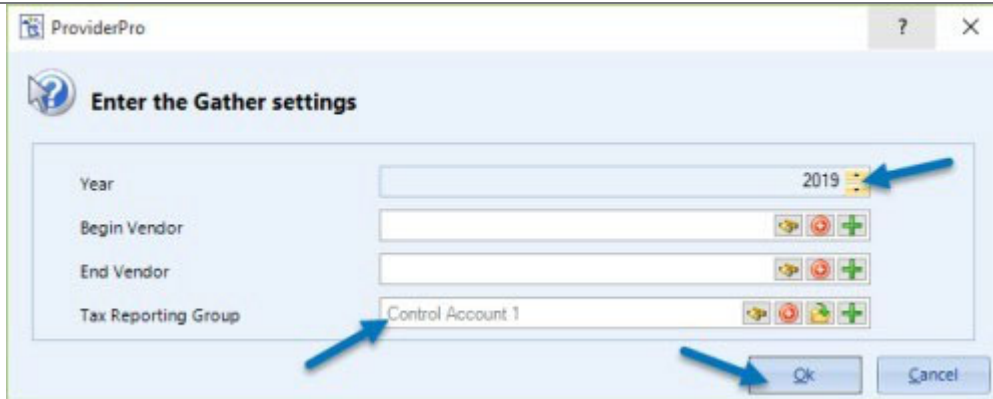 ProviderPro
?
Enter the Gather settings
Year 2019
Begin Vendor
End Vendor
Tax Reporting Group Control Account 1
Ok Cancel